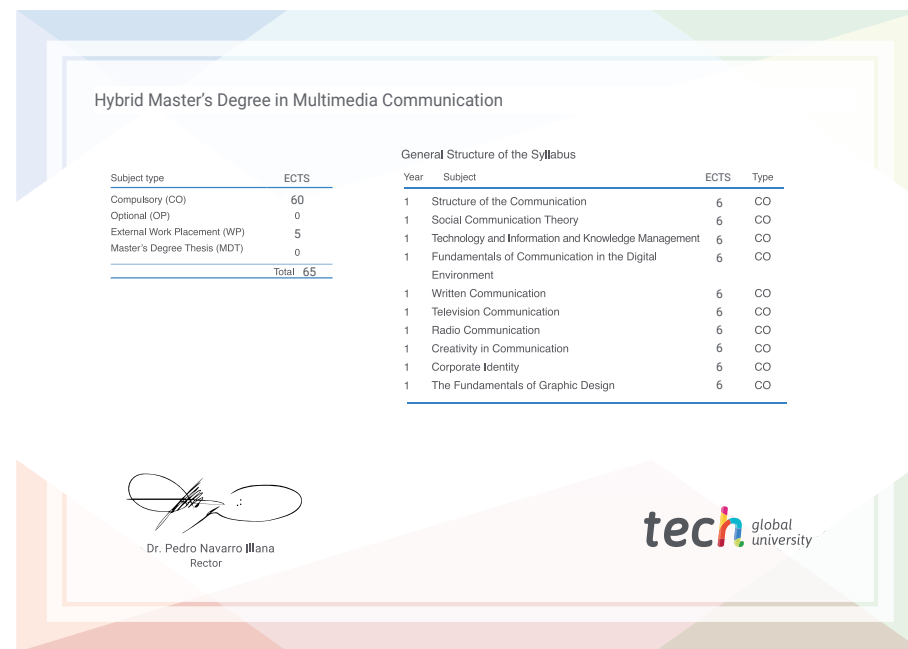 Hybrid Master's Degree in Multimedia Communication
Subject type ECTS
Compulsory (CO) 60
Optional (OP) 0
External Work Placement (WP) 5
Master's Degree Thesis (MDT) 0
Total 65
General Structure of the Syllabus
Year Subject ECTS Type
1 Structure of the Communication 6 CO
1 Social Communication Theory 6 CO
1 Technology and Information and Knowledge Management 6 CO
1 Fundamentals of Communication in the Digital 6 CO
Environment
1 Written Communication 6 CO
1 Television Communication 6 CO
1 Radio Communication 6 CO
1 Creativity in Communication 6 CO
1 Corporate Identity 6 CO
1 The Fundamentals of Graphic Design 6 CO
Dr. Pedro Navarro Illana
Rector
tech global
university